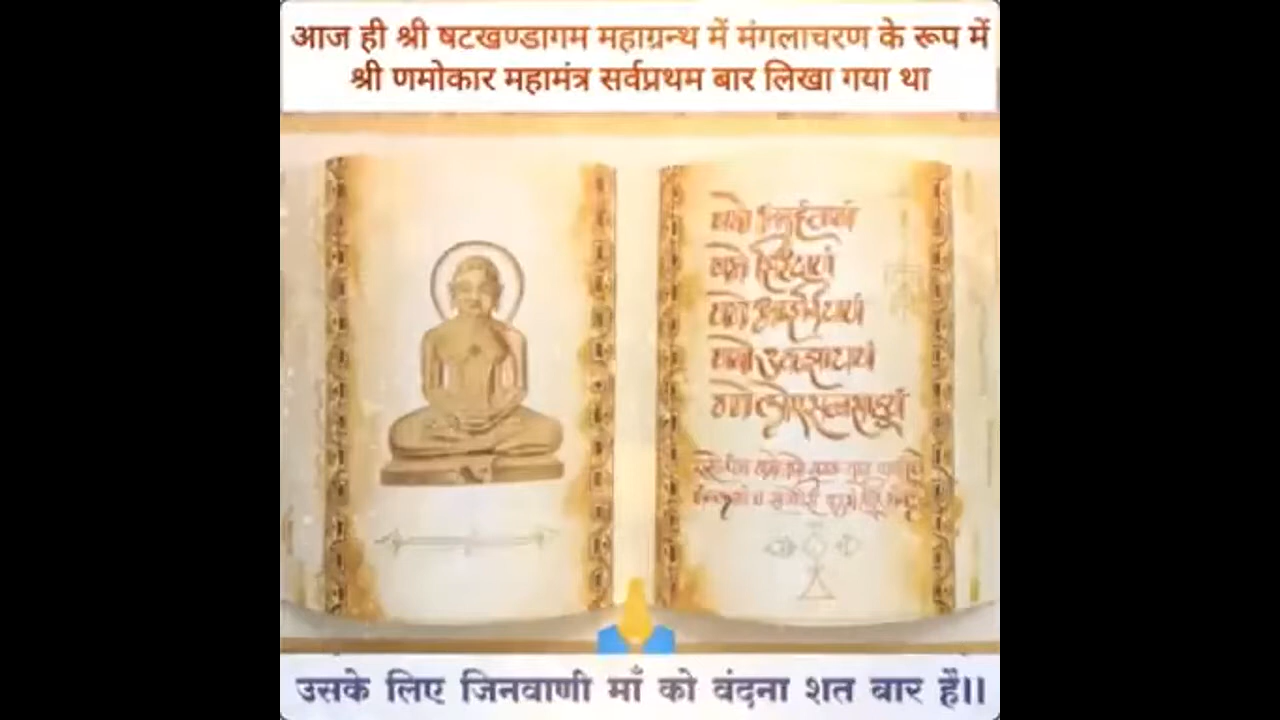 आज ही श्री षटखण्डागम महाग्रन्थ में मंगलाचरण के रूप में
श्री णमोकार महामंत्र सर्वप्रथम बार लिखा गया था
णमो अरिहंताणं
णमो सिद्धाणं
णमो आइरियाणं
णमो उवज्झायाणं
णमो लोए सव्व साहूणं
उसके लिए जिनवाणी माँ को वंदना शत बार है।।